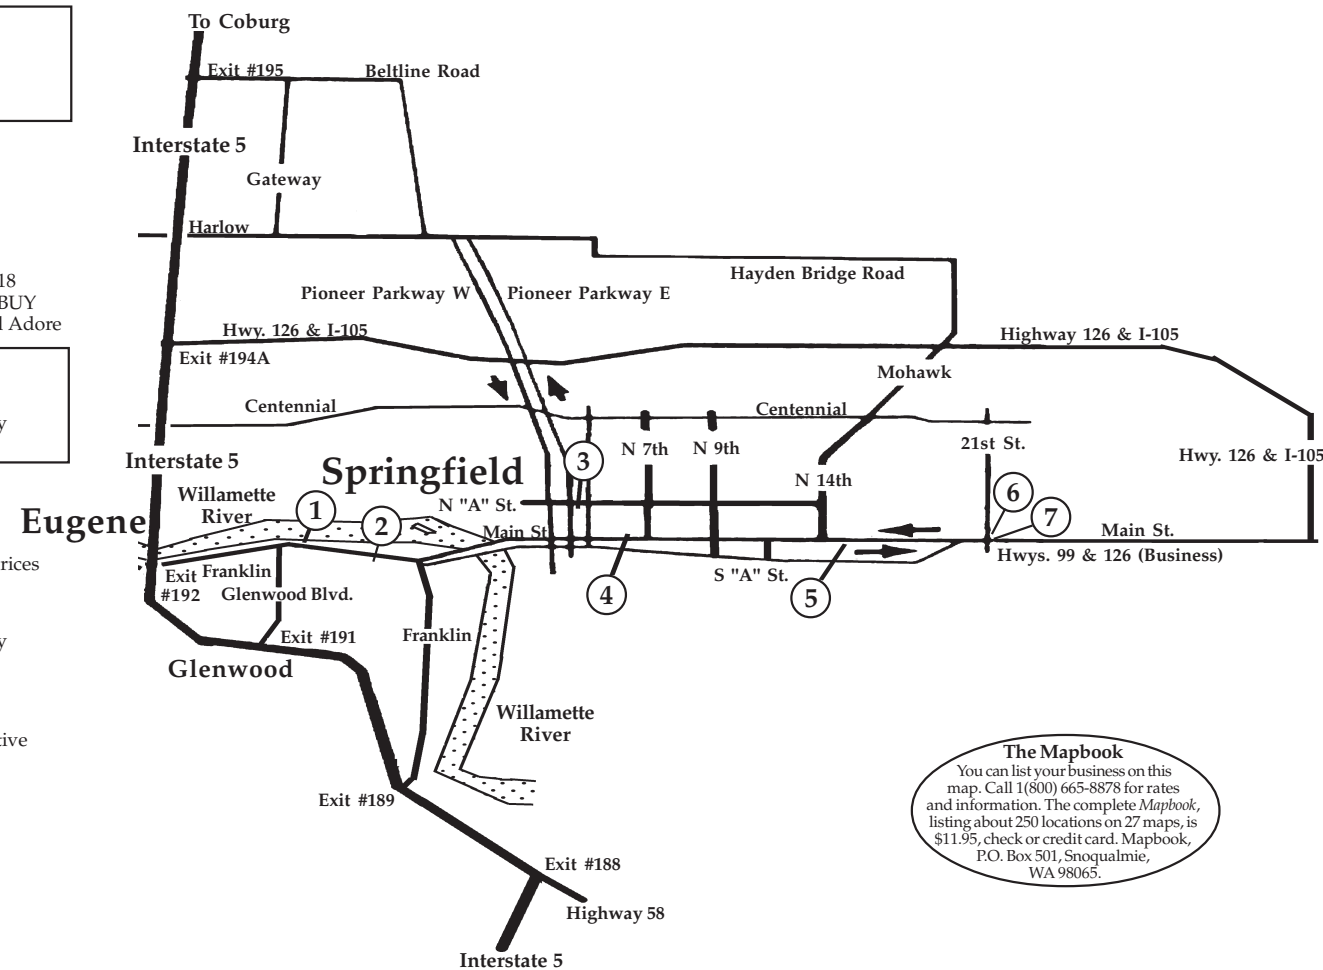 To Coburg
Exit #195
Beltline Road
Interstate 5
Gateway
Harlow
Hayden Bridge Road
18
BUY
l Adore
Pioneer Parkway W
Pioneer Parkway E
Hwy. 126 & I-105
Highway 126 & I-105
Exit #194A
Mohawk
Centennial
Centennial
y
N 7th
N 9th
21st St.
Hwy. 126 & I-105
Interstate 5
Springfield
3
N 14th
Willamette
River
N "A" St.
6
1
2
7
Eugene
Main St.
Main St
Hwys. 99 & 126 (Business)
rices
Exit
#192
Franklin
Glenwood Blvd.
S "A" St.
4
5
y
Exit #191
Franklin
Glenwood
Willamette
River
tive
Exit #189
The Mapbook
You can list your business on this
map. Call 1(800) 665-8878 for rates
and information. The complete Mapbook,
listing about 250 locations on 27 maps, is
$11.95, check or credit card. Mapbook,
P.O. Box 501, Snoqualmie,
WA 98065.
Exit #188
Highway 58
Interstate 5